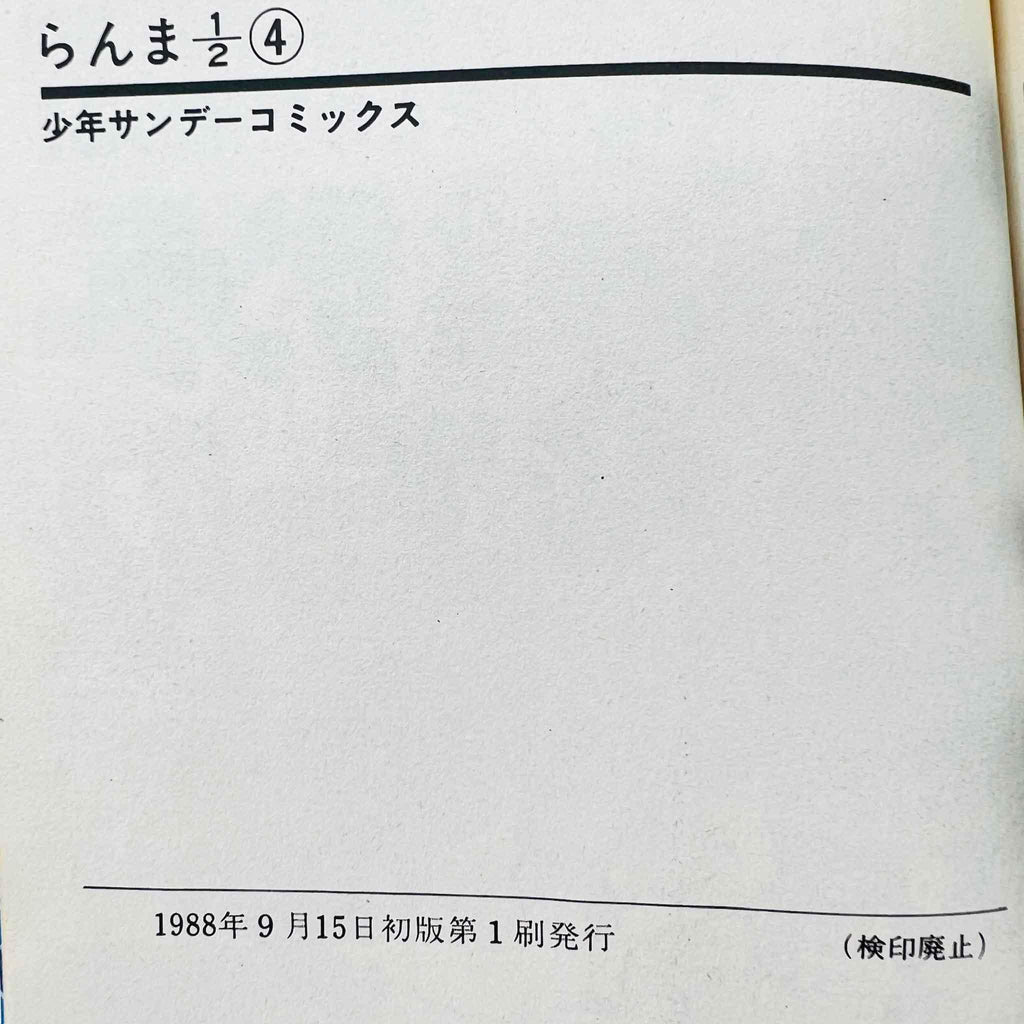 らんま½④
少年サンデーコミックス
1988年9月15日初版第1刷発行
(検印廃止)